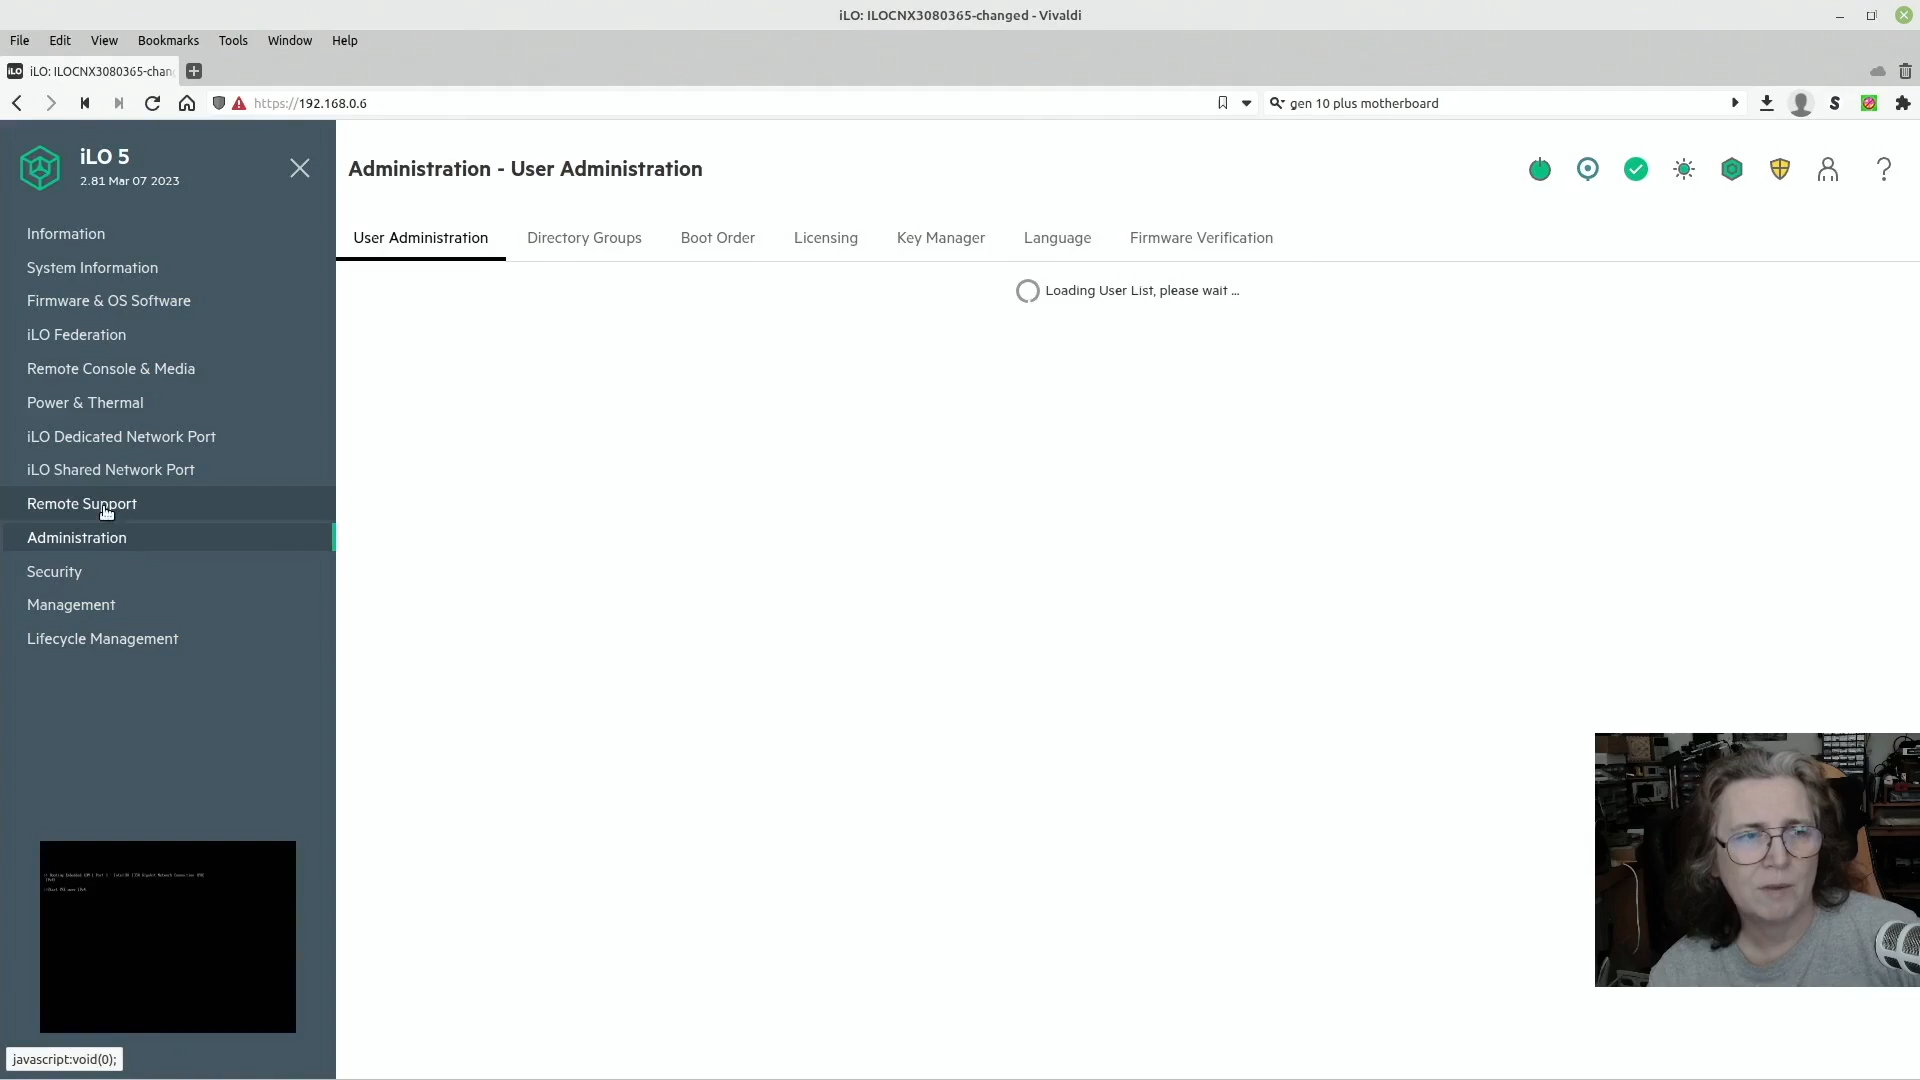 iLO: ILOCNX3080365-changed - Vivaldi
File Edit View Bookmarks Tools Window Help
iLO iLO: ILOCNX3080365-chan
https://192.168.0.6
gen 10 plus motherboard
S
iLO 5
2.81 Mar 07 2023
Administration - User Administration
User Administration Directory Groups Boot Order Licensing Key Manager Language Firmware Verification
Loading User List, please wait ...
Information
System Information
Firmware & OS Software
iLO Federation
Remote Console & Media
Power & Thermal
iLO Dedicated Network Port
iLO Shared Network Port
Remote Support
Administration
Security
Management
Lifecycle Management
javascript:void(0);